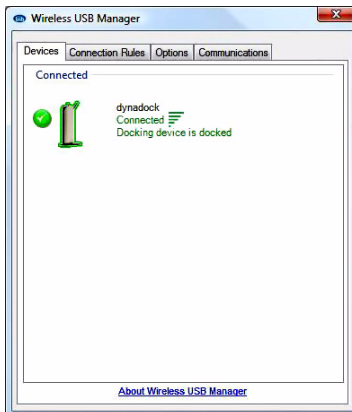 Wireless USB Manager
Devices Connection Rules Options Communications
Connected
dynadock
Connected
Docking device is docked
About Wireless USB Manager